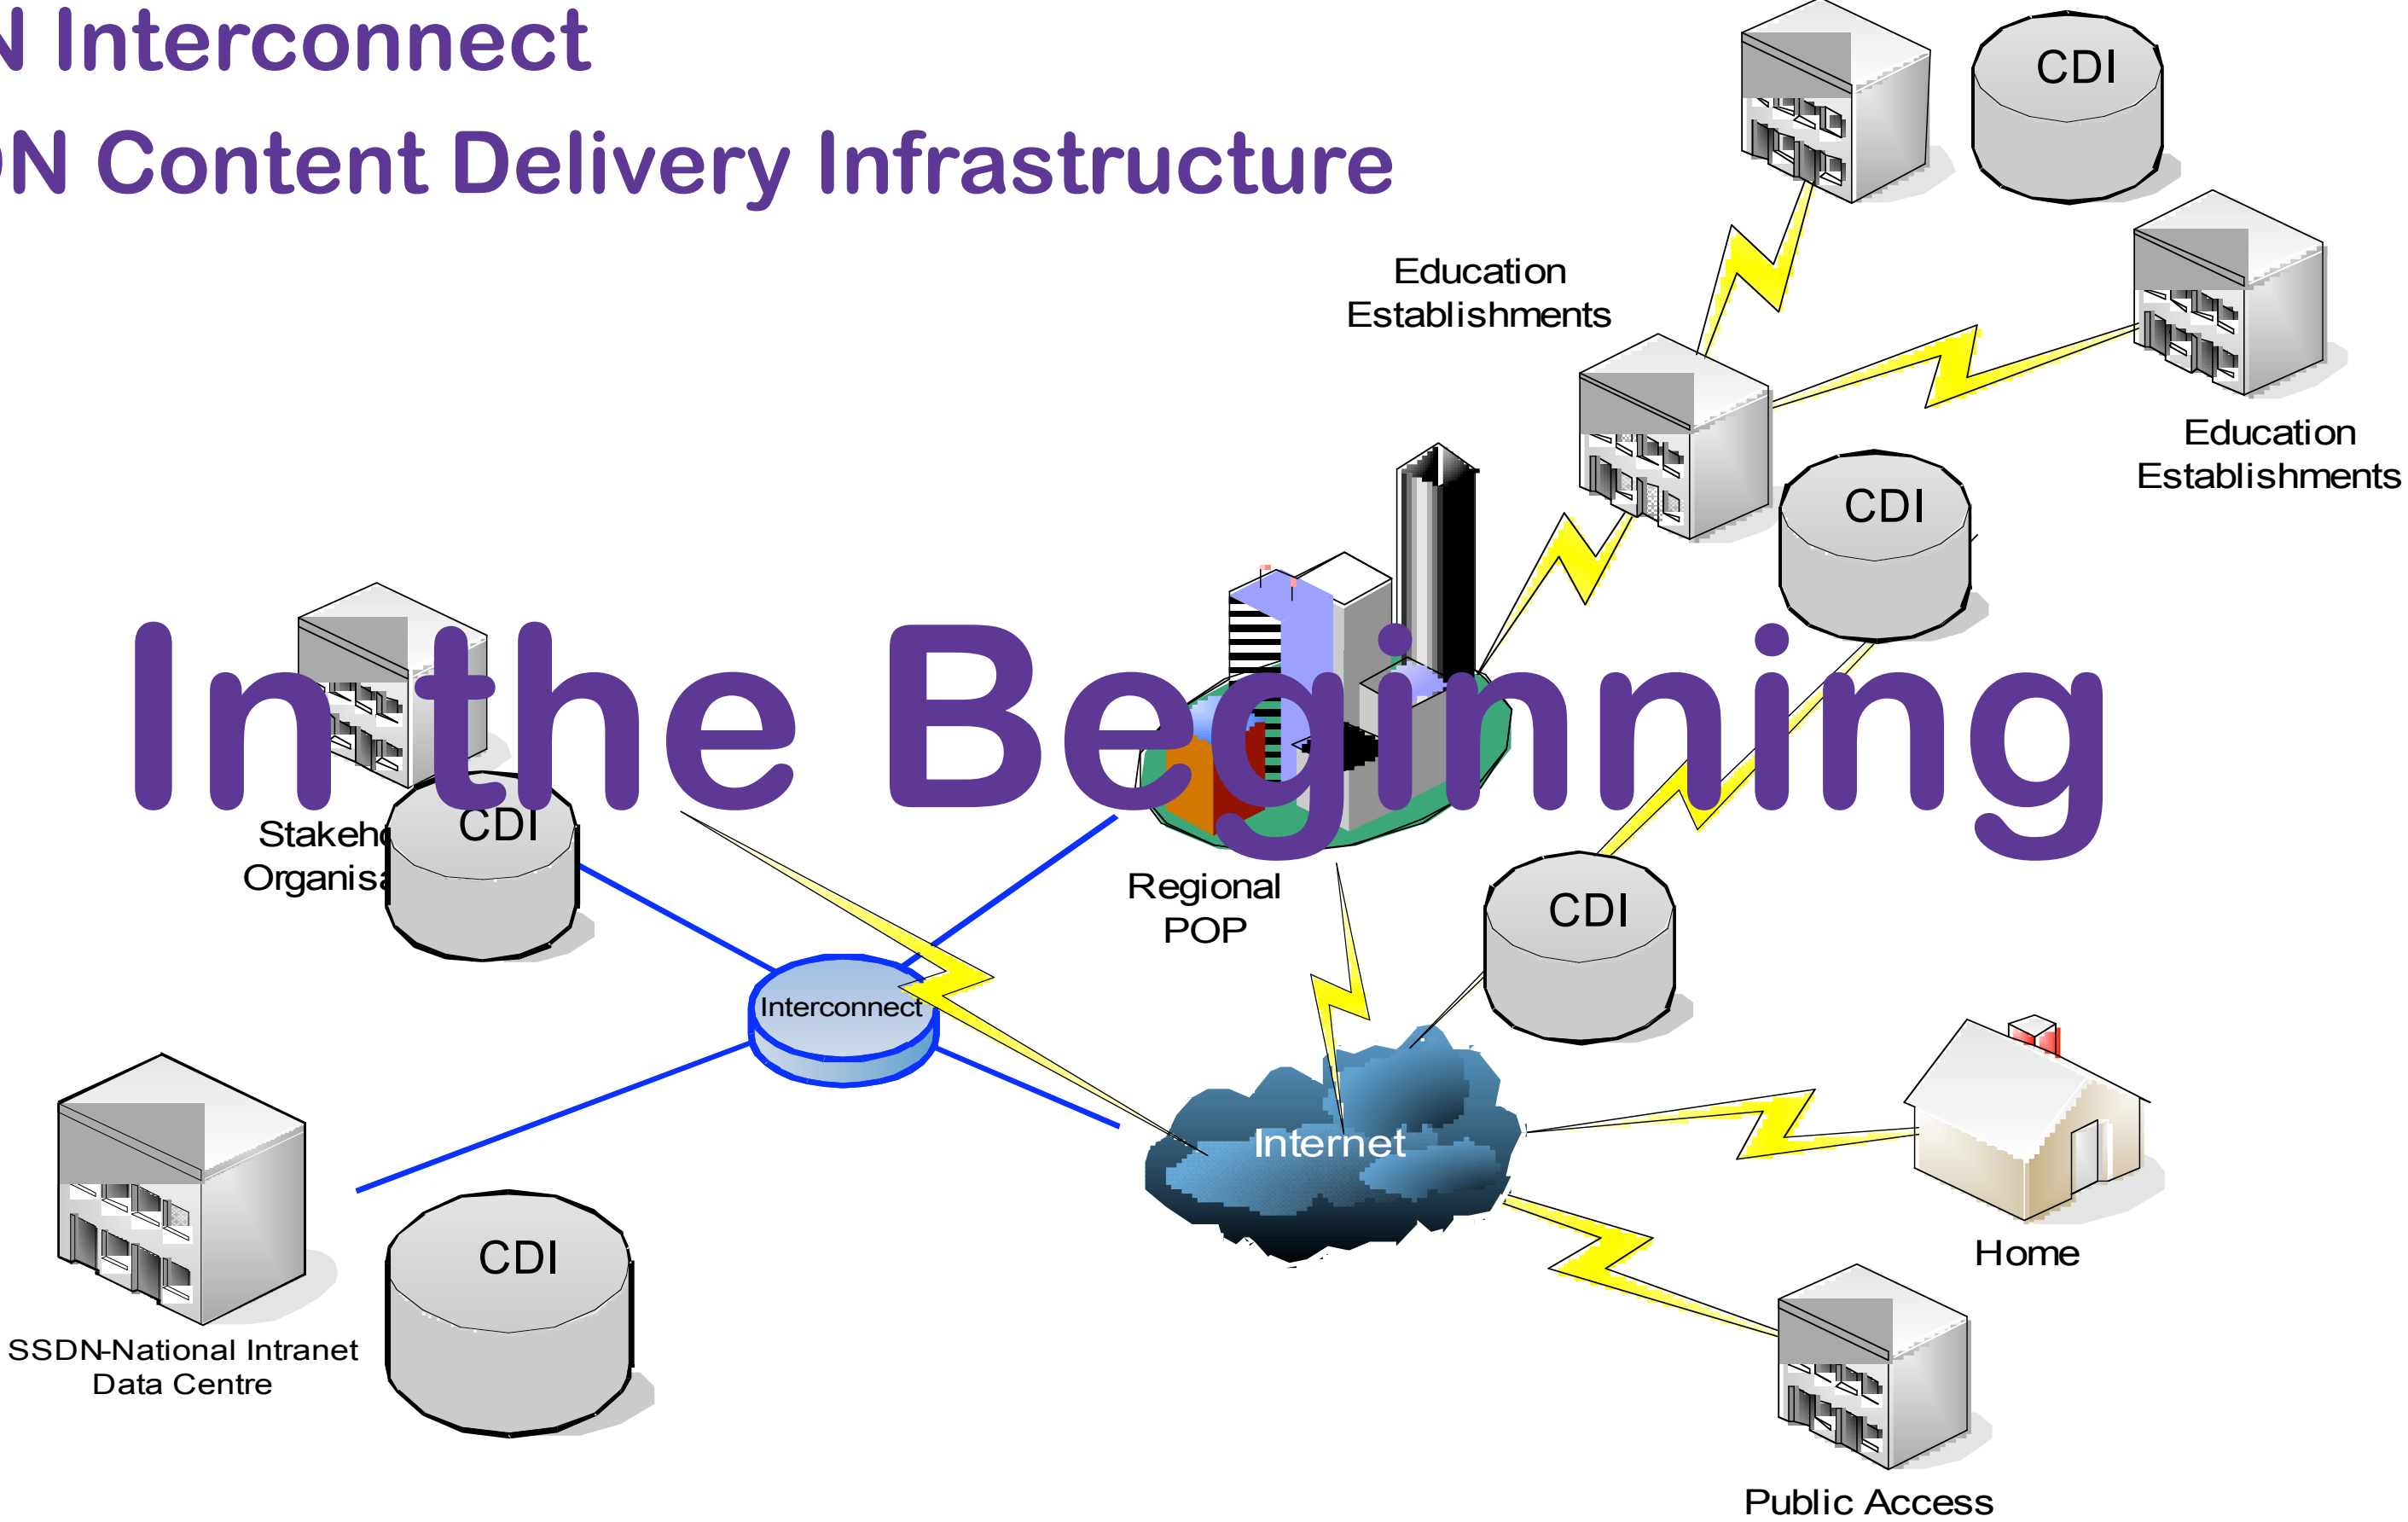 N Interconnect
N Content Delivery Infrastructure
CDI
Education
Establishments
Education
Establishments
CDI
In the Beginning
CDI
Regional
POP
CDI
Interconnect
Internet
Home
CDI
SSDN-National Intranet
Data Centre
Public Access